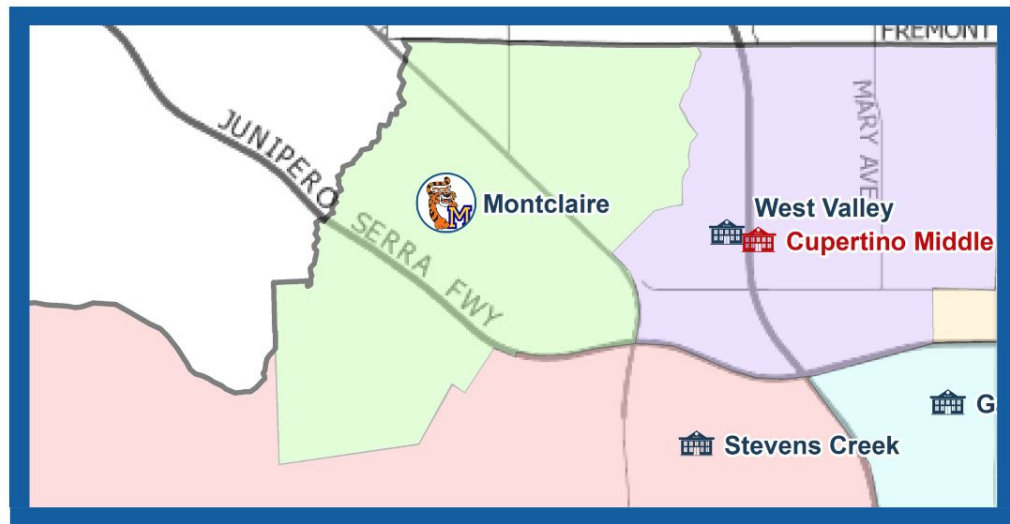 FREMONT
JUNIPERO SERRA FWY
MARY AVE
M
Montclaire
West Valley
Cupertino Middle
Stevens Creek